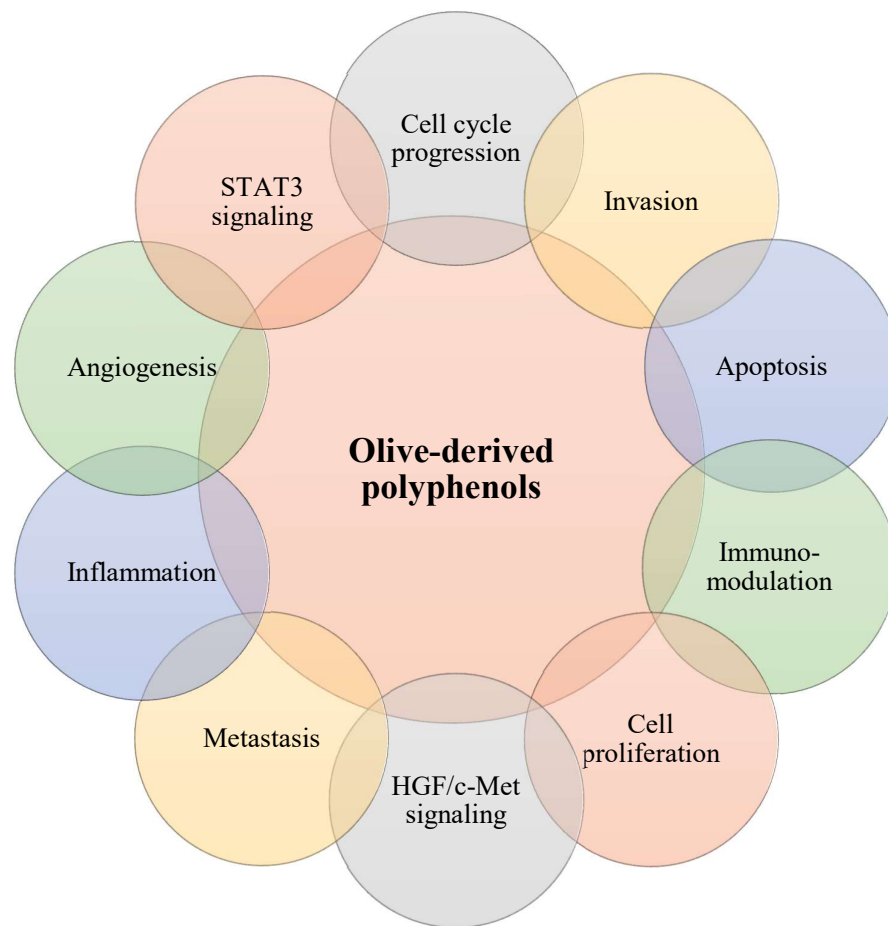 Cell cycle
progression
Invasion
Apoptosis
Immuno-
modulation
Cell
proliferation
HGF/c-Met
signaling
Metastasis
Inflammation
Angiogenesis
STAT3
signaling
Olive-derived
polyphenols